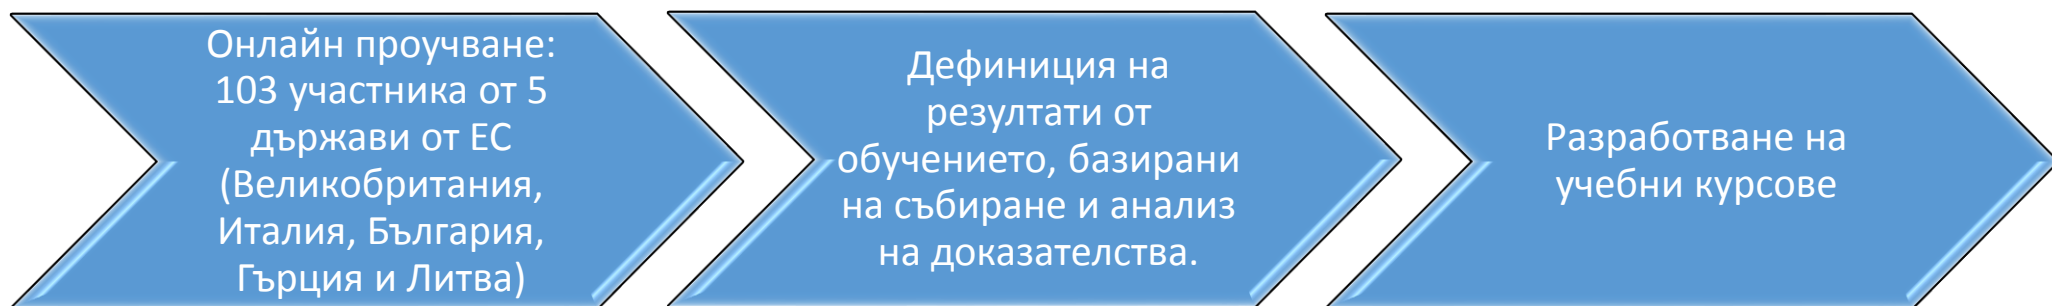 Онлайн проучване:
103 участника от 5
държави от ЕС
(Великобритания,
Италия, България,
Гърция и Литва)
Дефиниция на
резултати от
обучението, базирани
на събиране и анализ
на доказателства.
Разработване на
учебни курсове